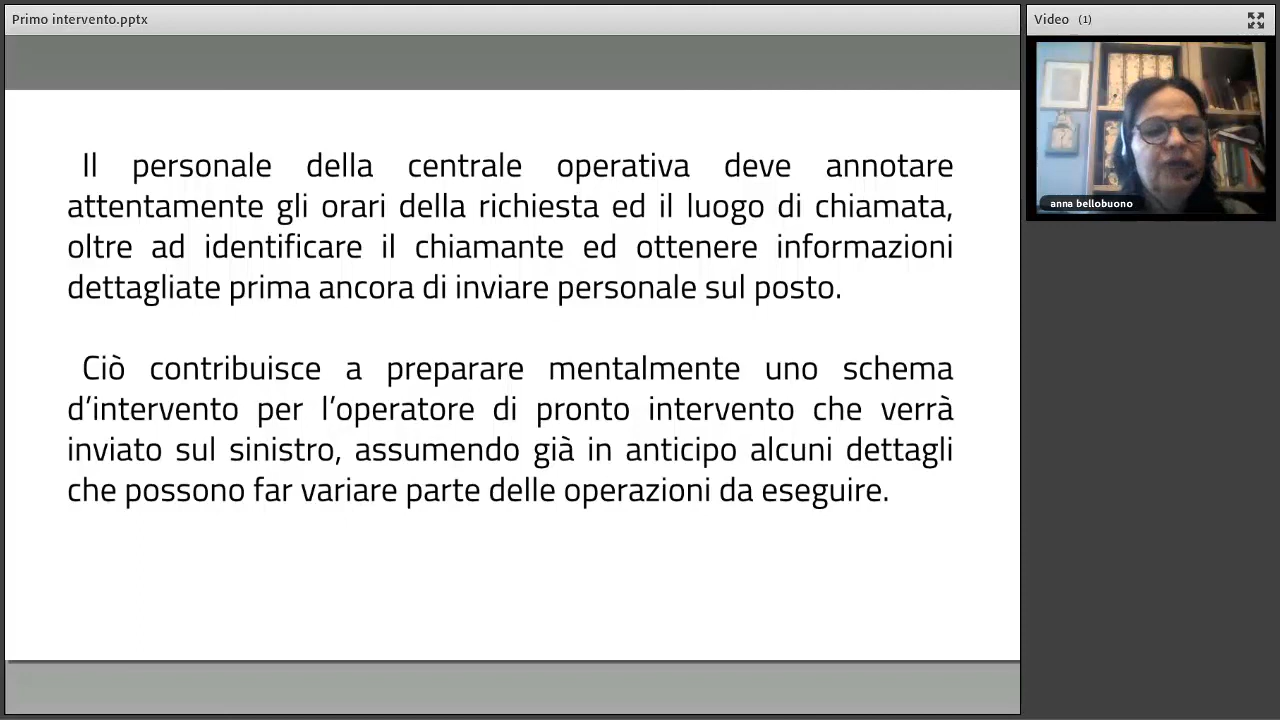 Primo intervento.pptx
Video (1)
anna bellobuono
Il personale della centrale operativa deve annotare
attentamente gli orari della richiesta ed il luogo di chiamata,
oltre ad identificare il chiamante ed ottenere informazioni
dettagliate prima ancora di inviare personale sul posto.
Ciò contribuisce a preparare mentalmente uno schema
d’intervento per l’operatore di pronto intervento che verrà
inviato sul sinistro, assumendo già in anticipo alcuni dettagli
che possono far variare parte delle operazioni da eseguire.